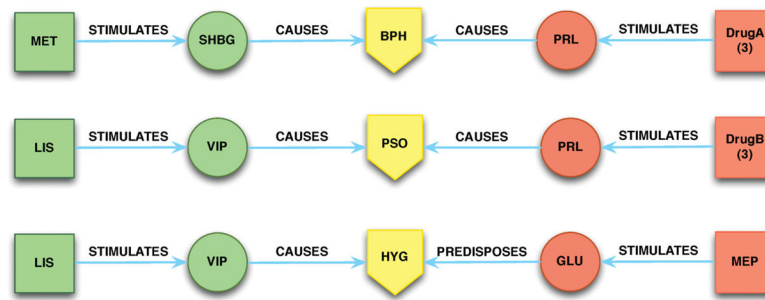 MET STIMULATES SHBG CAUSES BPH CAUSES PRL STIMULATES DrugA
(3)
LIS STIMULATES VIP CAUSES PSO CAUSES PRL STIMULATES DrugB
(3)
LIS STIMULATES VIP CAUSES HYG PREDISPOSES GLU STIMULATES MEP